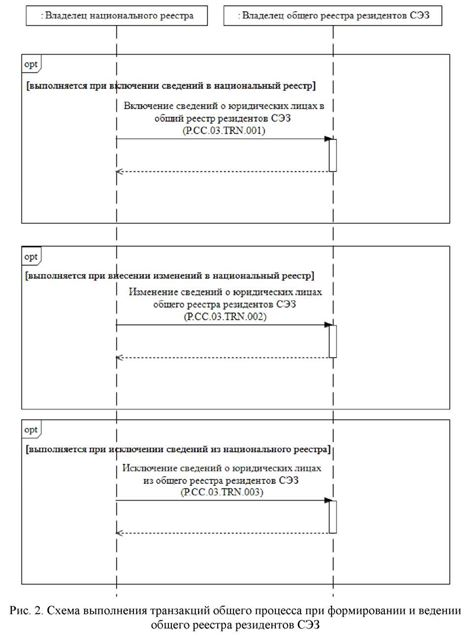 : Владелец национального реестра
: Владелец общего реестра резидентов СЭЗ
opt
[выполняется при включении сведений в национальный реестр]
Включение сведений о юридических лицах в
общий реестр резидентов СЭЗ
(P.CC.03.TRN.001)
opt
[выполняется при внесении изменений в национальный реестр]
Изменение сведений о юридических лицах
общего реестра резидентов СЭЗ
(P.CC.03.TRN.002)
opt
[выполняется при исключении сведений из национального реестра]
Исключение сведений о юридических лицах
из общего реестра резидентов СЭЗ
(P.CC.03.TRN.003)
Рис. 2. Схема выполнения транзакций общего процесса при формировании и ведении
общего реестра резидентов СЭЗ